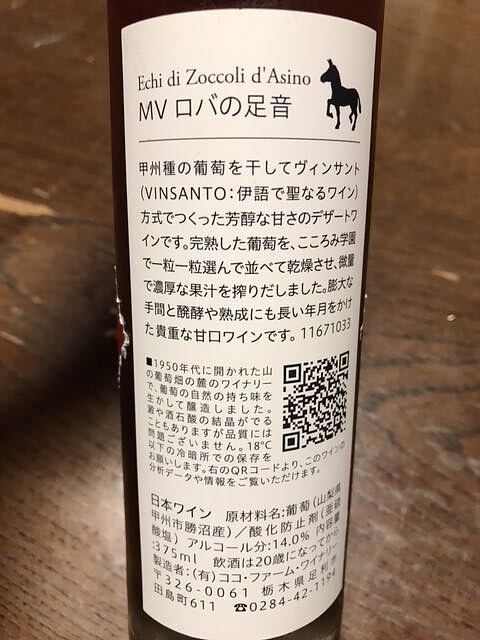 Echi di Zoccoli d'Asino
MV ロバの足音
甲州種の葡萄を干してヴィンサント
(VINSANTO：伊語で聖なるワイン)
方式でつくった芳醇な甘さのデザートワ
インです。完熟した葡萄を、こころみ学園
で一粒一粒選んで並べて乾燥させ、微量
で濃厚な果汁を搾りだしました。膨大な
手間と醗酵や熟成にも長い年月をかけ
た貴重な甘口ワインです。11671033
■1950年代に開かれた山
の葡萄畑の麓のワイナリー
で、葡萄の自然の持ち味を
生かして醸造しました。
澱や酒石酸の結晶がでる
こともありますが品質には
問題ございません。18℃
以下の冷暗所での保存を
お願いします。右のQRコードより、このワインの
分析データや情報をご覧いただけます。
日本ワイン 原材料名:葡萄(山梨県
甲州市勝沼産)／酸化防止剤(亜硫
酸塩) アルコール分:14.0% 内容量
:375ml 飲酒は20歳になってから
製造者:(有)ココ・ファーム・ワイナリー
〒326-0061 栃木県足利市
田島町611 ☎0284-42-1194